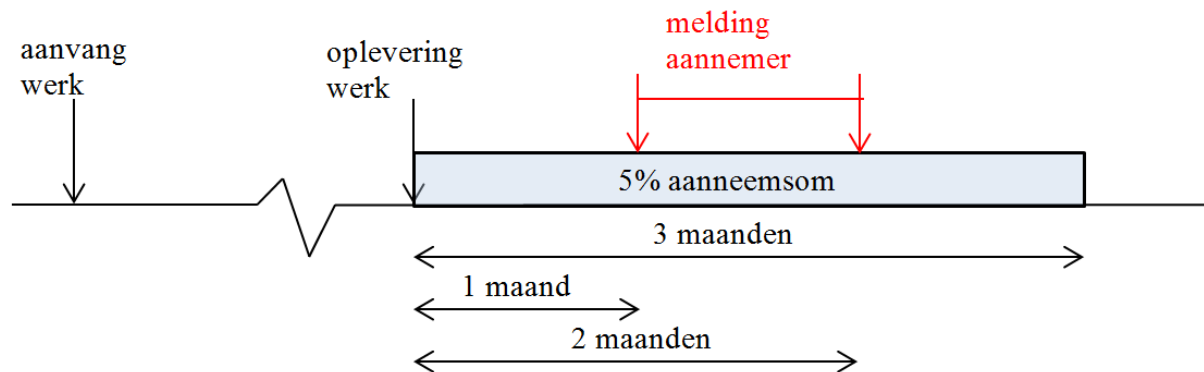 aanvang
werk
oplevering
werk
melding
aannemer
5% aanneemsom
3 maanden
1 maand
2 maanden